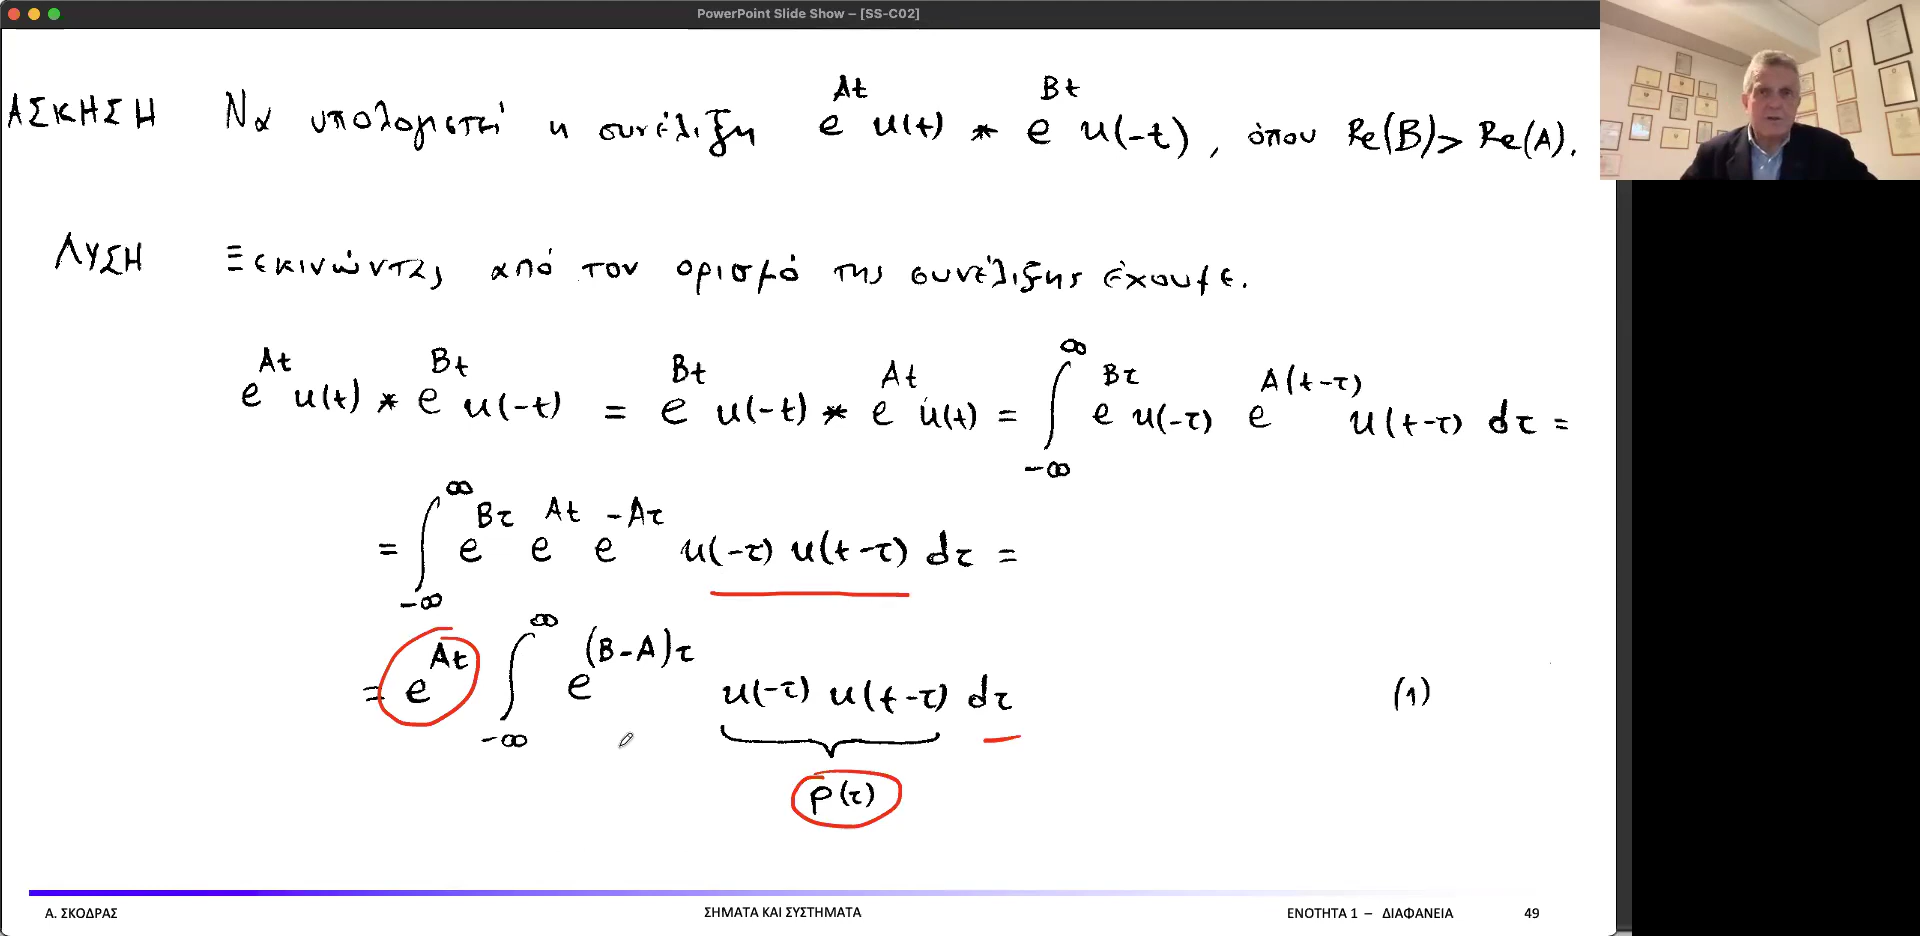 PowerPoint Slide Show – [SS-C02]
ΑΣΚΗΣΗ Να υπολογιστεί η συνέλιξη e^{At} u(t) * e^{Bt} u(-t), όπου Re(B) > Re(A).
ΛΥΣΗ Ξεκινώντας από τον ορισμό της συνέλιξης έχουμε.
e^{At} u(t) * e^{Bt} u(-t) = e^{Bt} u(-t) * e^{At} u(t) = ∫_{-∞}^{∞} e^{Bτ} u(-τ) e^{A(t-τ)} u(t-τ) dτ =
= ∫_{-∞}^{∞} e^{Bτ} e^{At} e^{-Aτ} u(-τ) u(t-τ) dτ =
= e^{At} ∫_{-∞}^{∞} e^{(B-A)τ} u(-τ) u(t-τ) dτ (1)
p(τ)
Α. ΣΚΟΔΡΑΣ ΣΗΜΑΤΑ ΚΑΙ ΣΥΣΤΗΜΑΤΑ ΕΝΟΤΗΤΑ 1 – ΔΙΑΦΑΝΕΙΑ 49